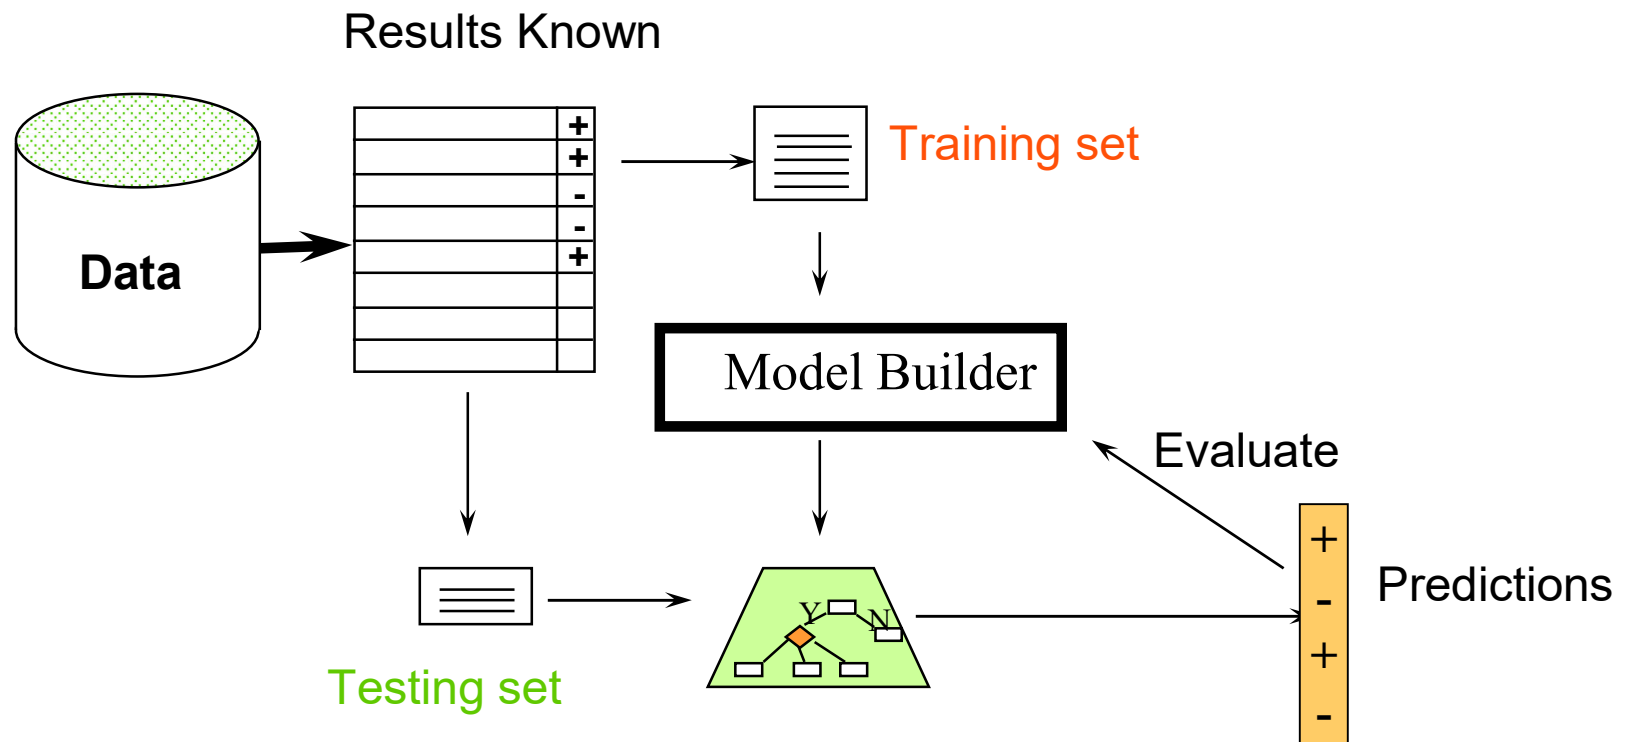 Results Known
+
+
-
-
+
Training set
Data
Model Builder
Evaluate
+
-
+
-
Predictions
Y
N
Testing set